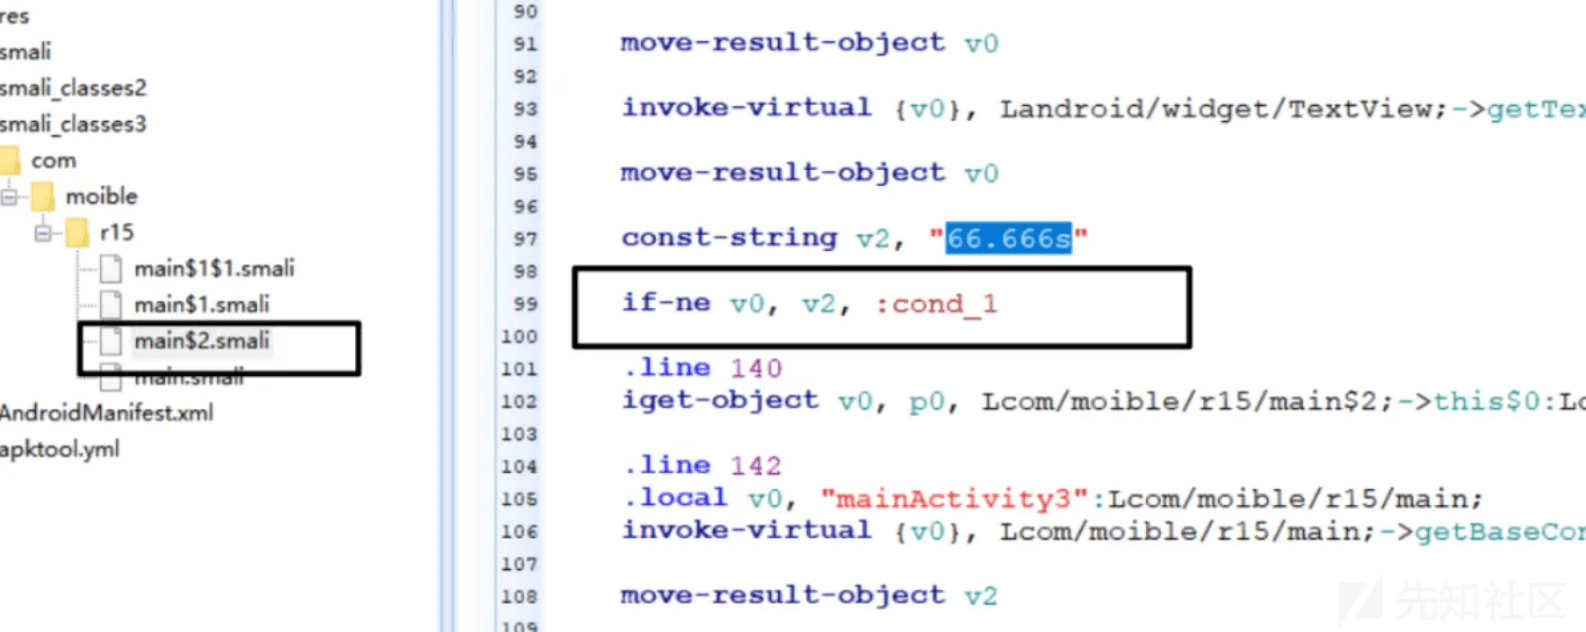 res
smali
smali_classes2
smali_classes3
com
moible
r15
main$1$1.smali
main$1.smali
main$2.smali
main.smali
AndroidManifest.xml
apktool.yml
90
91 move-result-object v0
92
93 invoke-virtual {v0}, Landroid/widget/TextView;->getTex
94
95 move-result-object v0
96
97 const-string v2, "66.666s"
98
99 if-ne v0, v2, :cond_1
100
101 .line 140
102 iget-object v0, p0, Lcom/moible/r15/main$2;->this$0:Lc
103
104 .line 142
105 .local v0, "mainActivity3":Lcom/moible/r15/main;
106 invoke-virtual {v0}, Lcom/moible/r15/main;->getBaseCon
107
108 move-result-object v2
109
先知社区